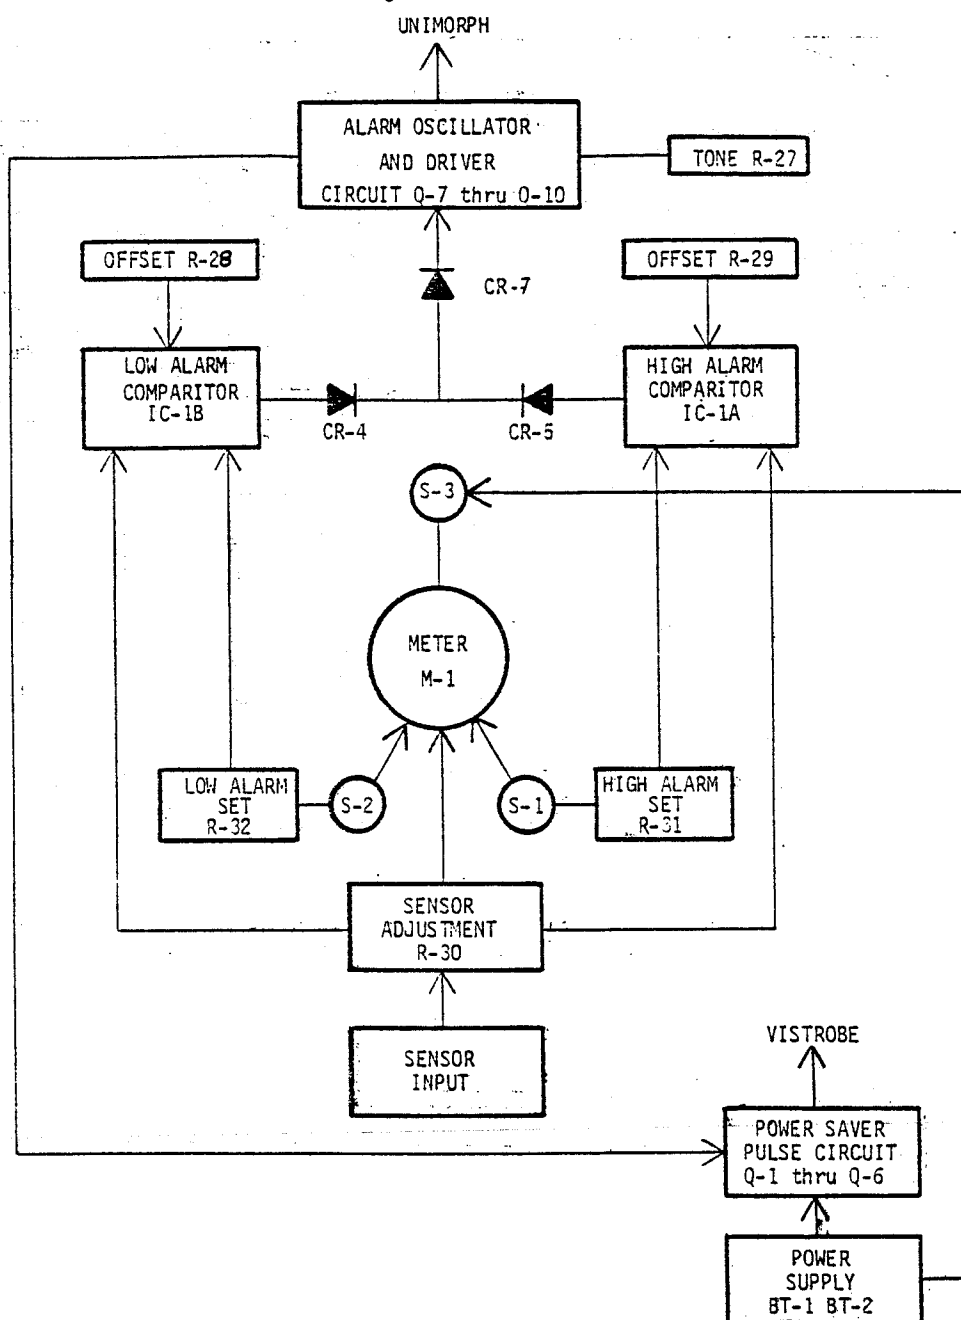 UNIMORPH
ALARM OSCILLATOR
AND DRIVER
CIRCUIT Q-7 thru Q-10
TONE R-27
OFFSET R-28
OFFSET R-29
CR-7
LOW ALARM
COMPARITOR
IC-1B
HIGH ALARM
COMPARITOR
IC-1A
CR-4
CR-5
S-3
METER
M-1
LOW ALARM
SET
R-32
S-2
S-1
HIGH ALARM
SET
R-31
SENSOR
ADJUSTMENT
R-30
SENSOR
INPUT
VISTROBE
POWER SAVER
PULSE CIRCUIT
Q-1 thru Q-6
POWER
SUPPLY
BT-1 BT-2